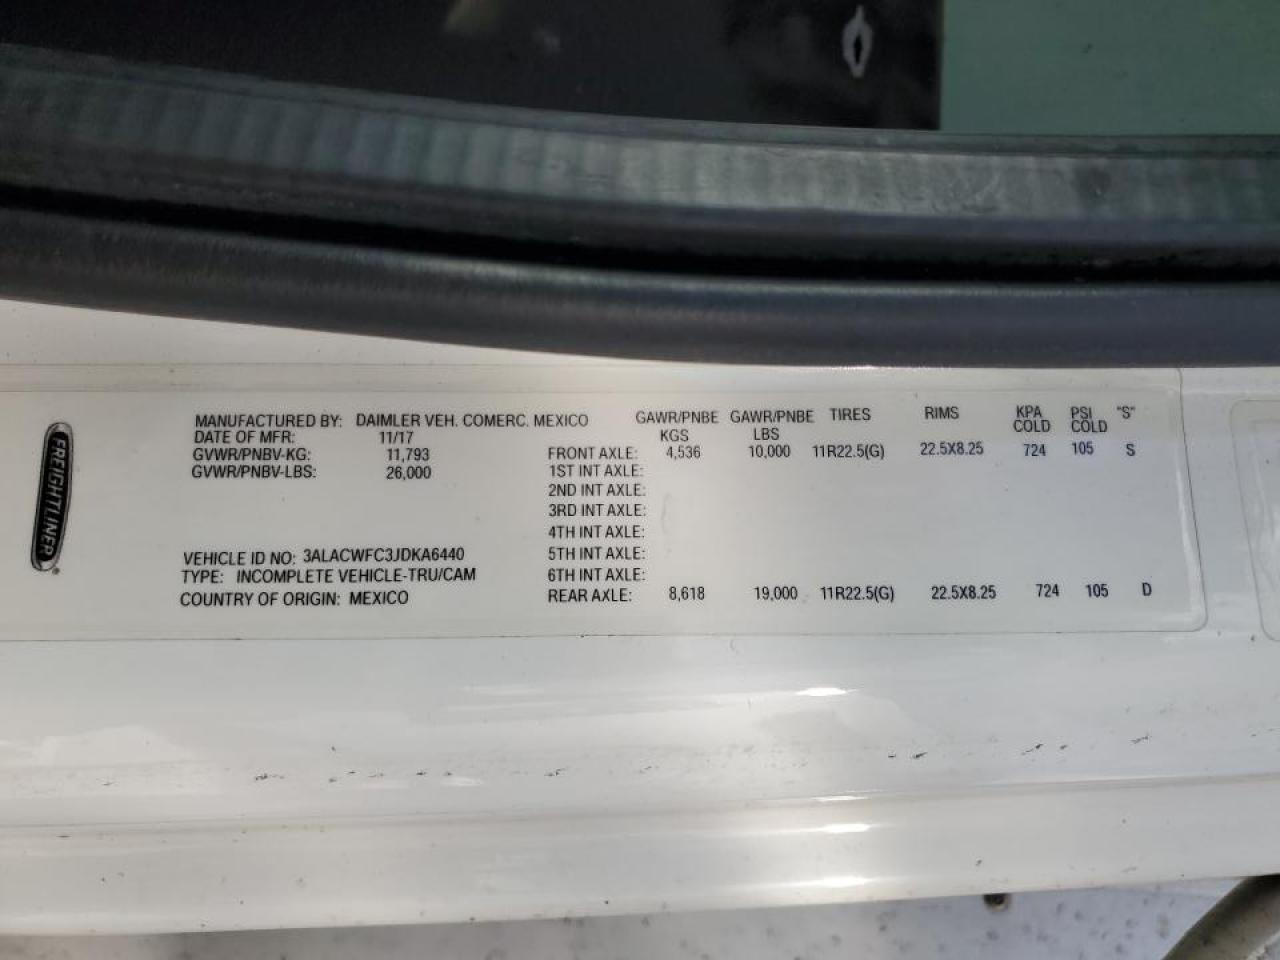 FREIGHTLINER
MANUFACTURED BY: DAIMLER VEH. COMERC. MEXICO
DATE OF MFR: 11/17
GVWR/PNBV-KG: 11,793
GVWR/PNBV-LBS: 26,000
VEHICLE ID NO: 3ALACWFC3JDKA6440
TYPE: INCOMPLETE VEHICLE-TRU/CAM
COUNTRY OF ORIGIN: MEXICO
GAWR/PNBE GAWR/PNBE TIRES RIMS KPA PSI "S"
KGS LBS COLD COLD
FRONT AXLE: 4,536 10,000 11R22.5(G) 22.5X8.25 724 105 S
1ST INT AXLE:
2ND INT AXLE:
3RD INT AXLE:
4TH INT AXLE:
5TH INT AXLE:
6TH INT AXLE:
REAR AXLE: 8,618 19,000 11R22.5(G) 22.5X8.25 724 105 D